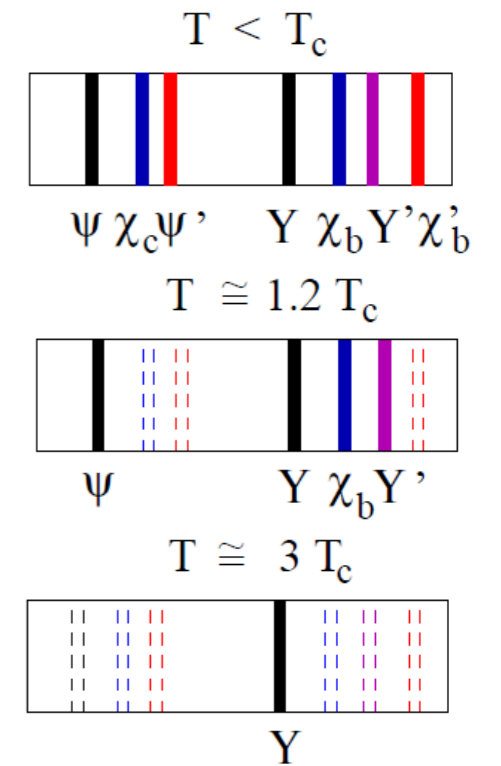 T < T_c
ψ χ_c ψ' Υ χ_b Υ' χ'_b
T ≅ 1.2 T_c
ψ Υ χ_b Υ'
T ≅ 3 T_c
Υ